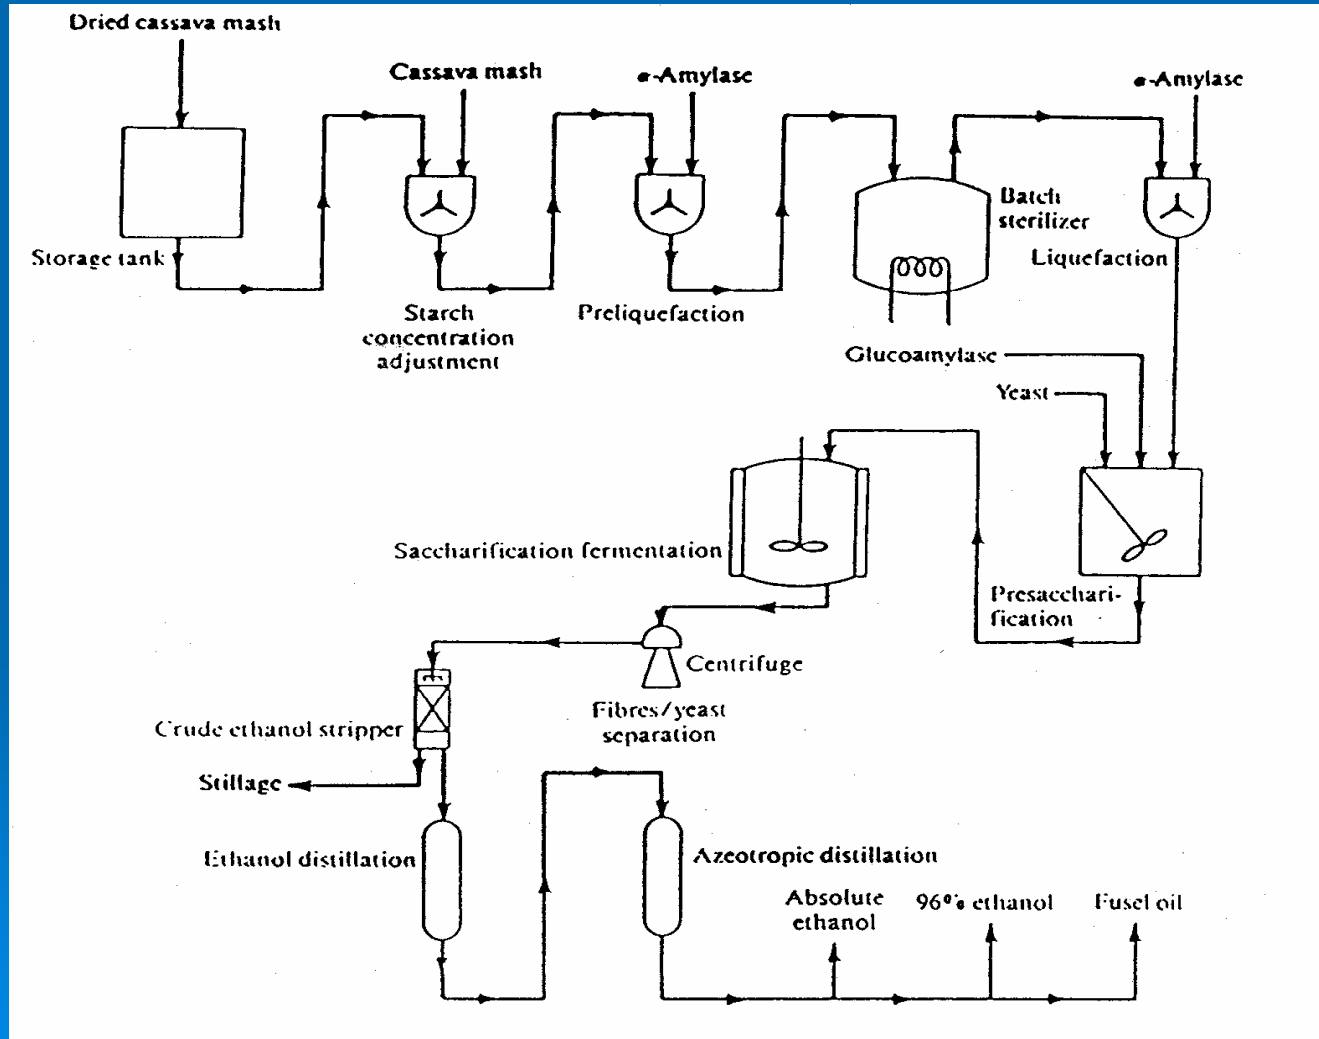 Dried cassava mash
Cassava mash
α-Amylase
α-Amylase
Batch
sterilizer
Storage tank
Liquefaction
Starch
concentration
adjustment
Preliquefaction
Glucoamylase
Yeast
Saccharification fermentation
Presacchari-
fication
Centrifuge
Fibres/yeast
separation
Crude ethanol stripper
Stillage
Ethanol distillation
Azeotropic distillation
Absolute
ethanol
96% ethanol
Fusel oil